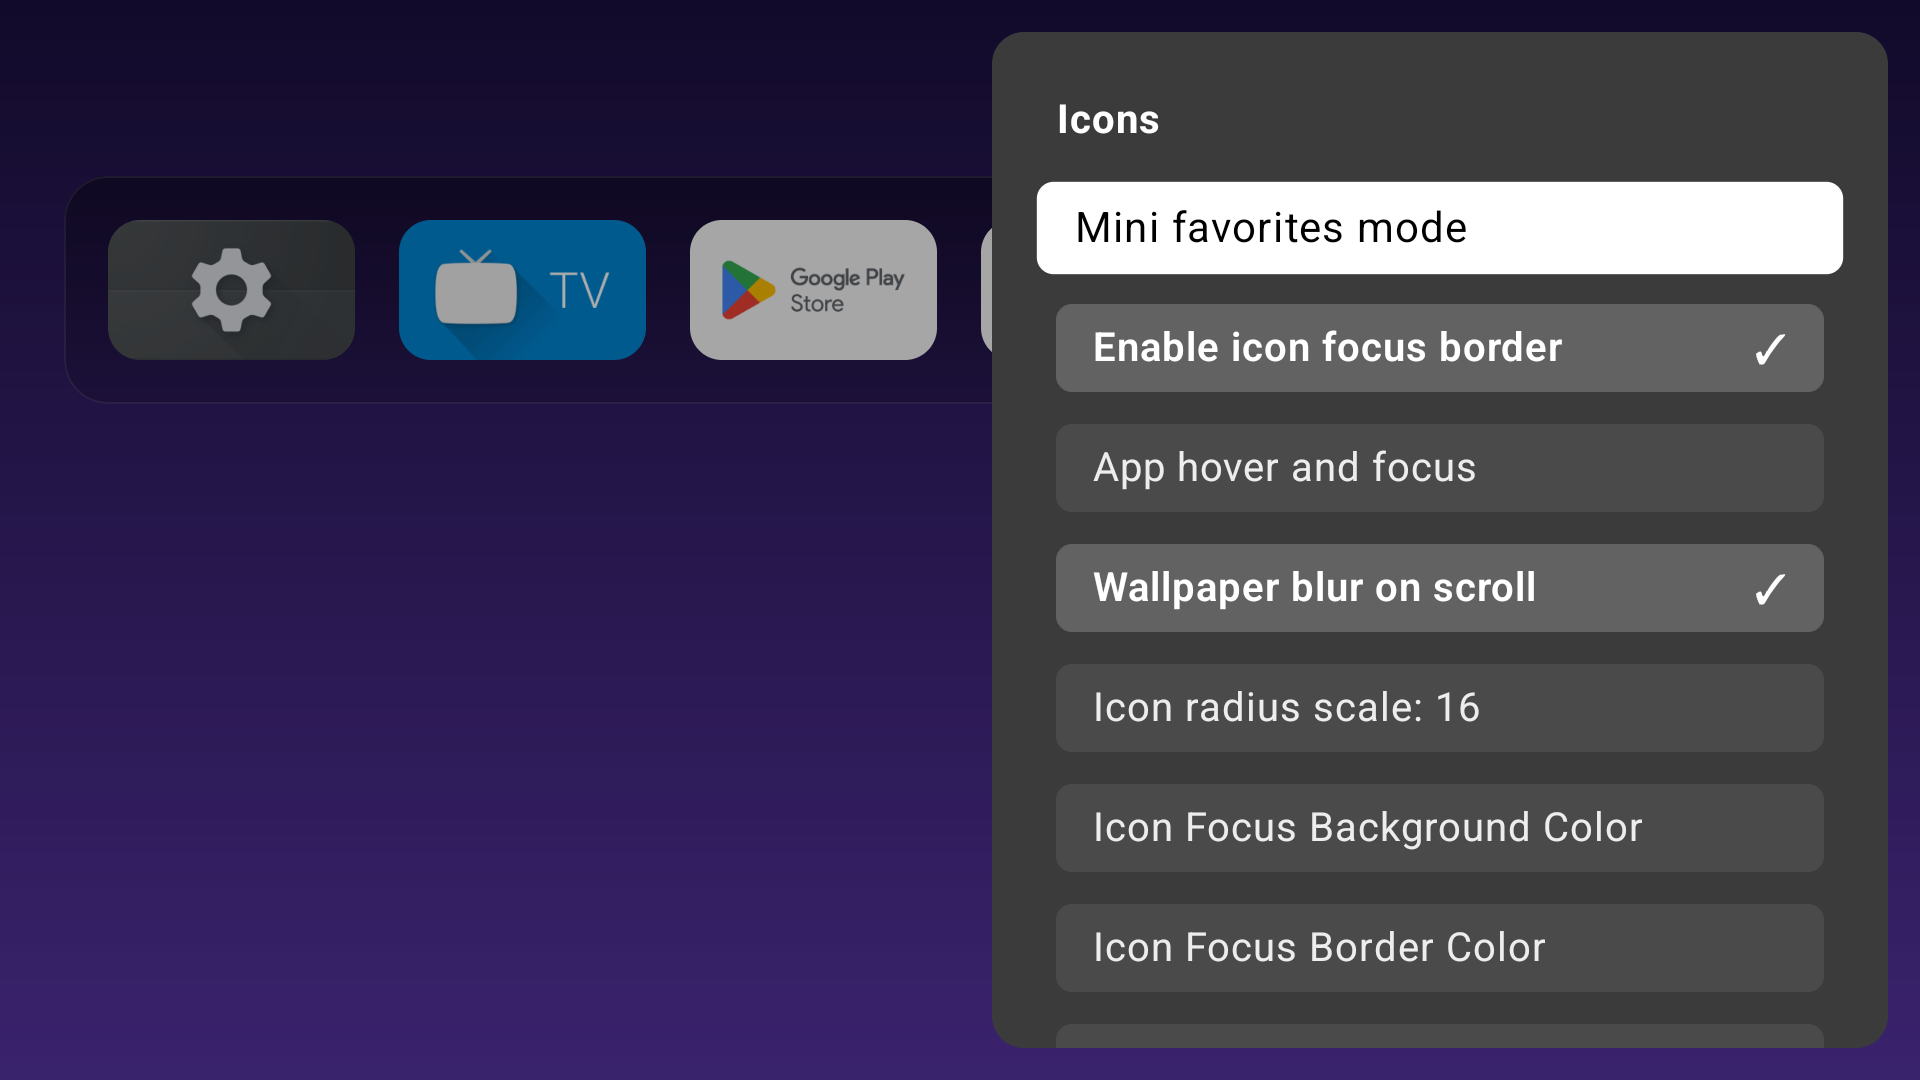 Icons
Mini favorites mode
Enable icon focus border ✓
App hover and focus
Wallpaper blur on scroll ✓
Icon radius scale: 16
Icon Focus Background Color
Icon Focus Border Color
TV
Google Play
Store